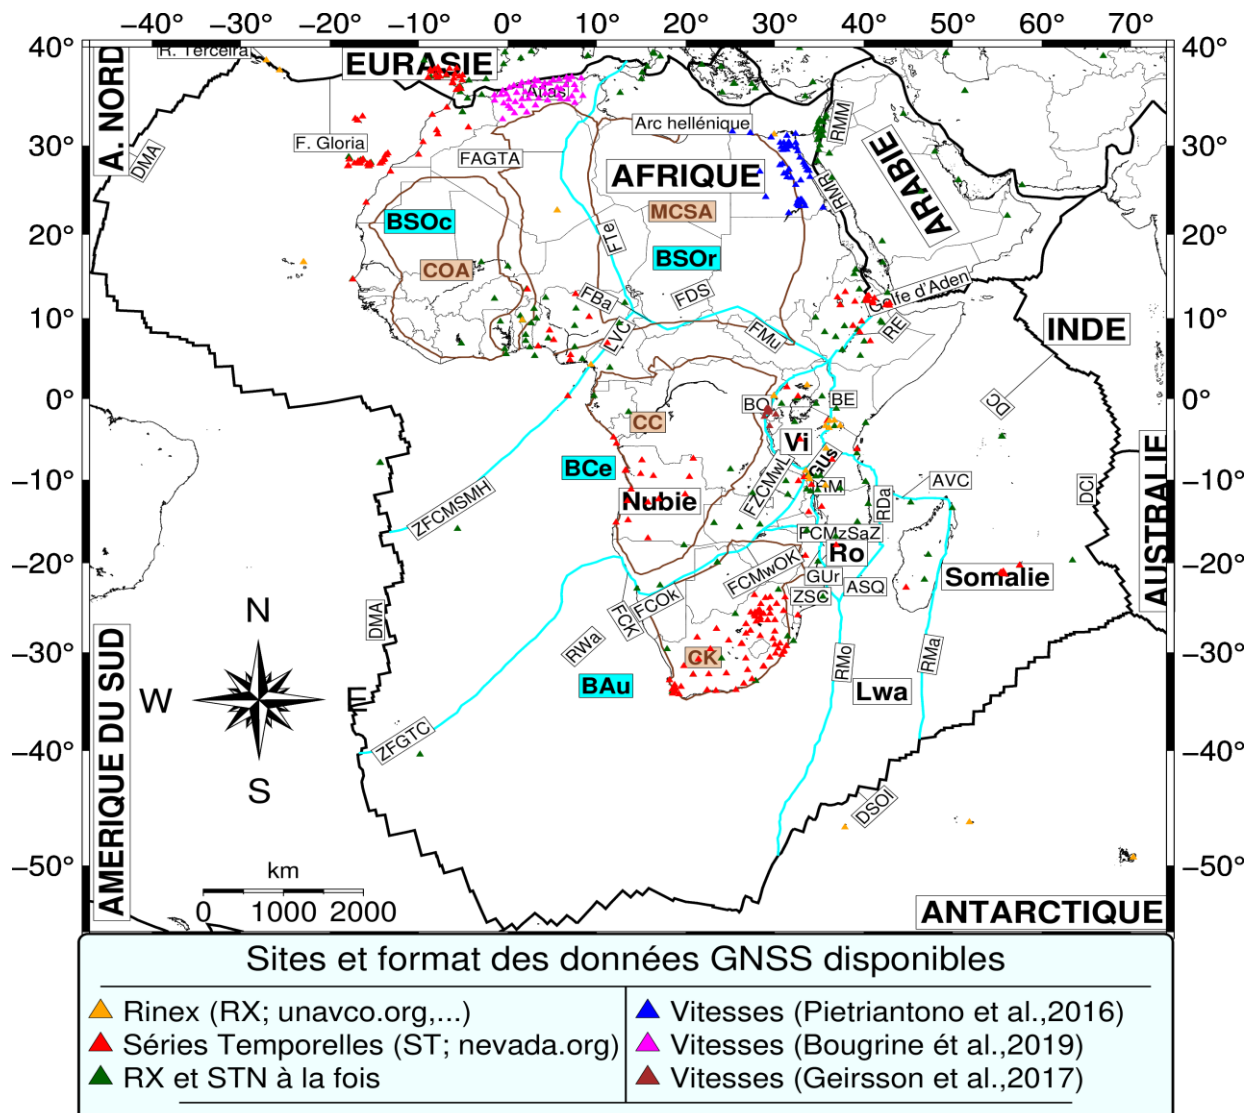 −40° −30° −20° −10° 0° 10° 20° 30° 40° 50° 60° 70°
40° 40°
A. NORD
R. Terceira
EURASIE
Atlas
DMA
F. Gloria
Arc hellénique
RMM
30° 30°
FAGTA
AFRIQUE
ARABIE
RMR
BSOc
MCSA
20° 20°
FTe
BSOr
COA
Golfe d'Aden
FBa
FDS
10° 10°
LVC
FMu
RE
INDE
0° 0°
BO
BE
DC
CC
Vi
BCe
GUs
AUSTRALIE
−10° −10°
Nubie
FZCMwL
RM
AVC
DCI
RDa
ZFCMSMH
FCMzSaZ
Ro
−20° −20°
FCMwOK
GUr
ASQ
Somalie
ZSC
FCOk
FCK
DMA
N
RWa
−30° −30°
CK
RMo
RMa
BAu
Lwa
W E
AMERIQUE DU SUD
ZFGTC
−40° −40°
S
DSOI
−50° −50°
km
0 1000 2000
ANTARCTIQUE
Sites et format des données GNSS disponibles
Rinex (RX; unavco.org,...)
Séries Temporelles (ST; nevada.org)
RX et STN à la fois
Vitesses (Pietriantono et al.,2016)
Vitesses (Bougrine ét al.,2019)
Vitesses (Geirsson et al.,2017)